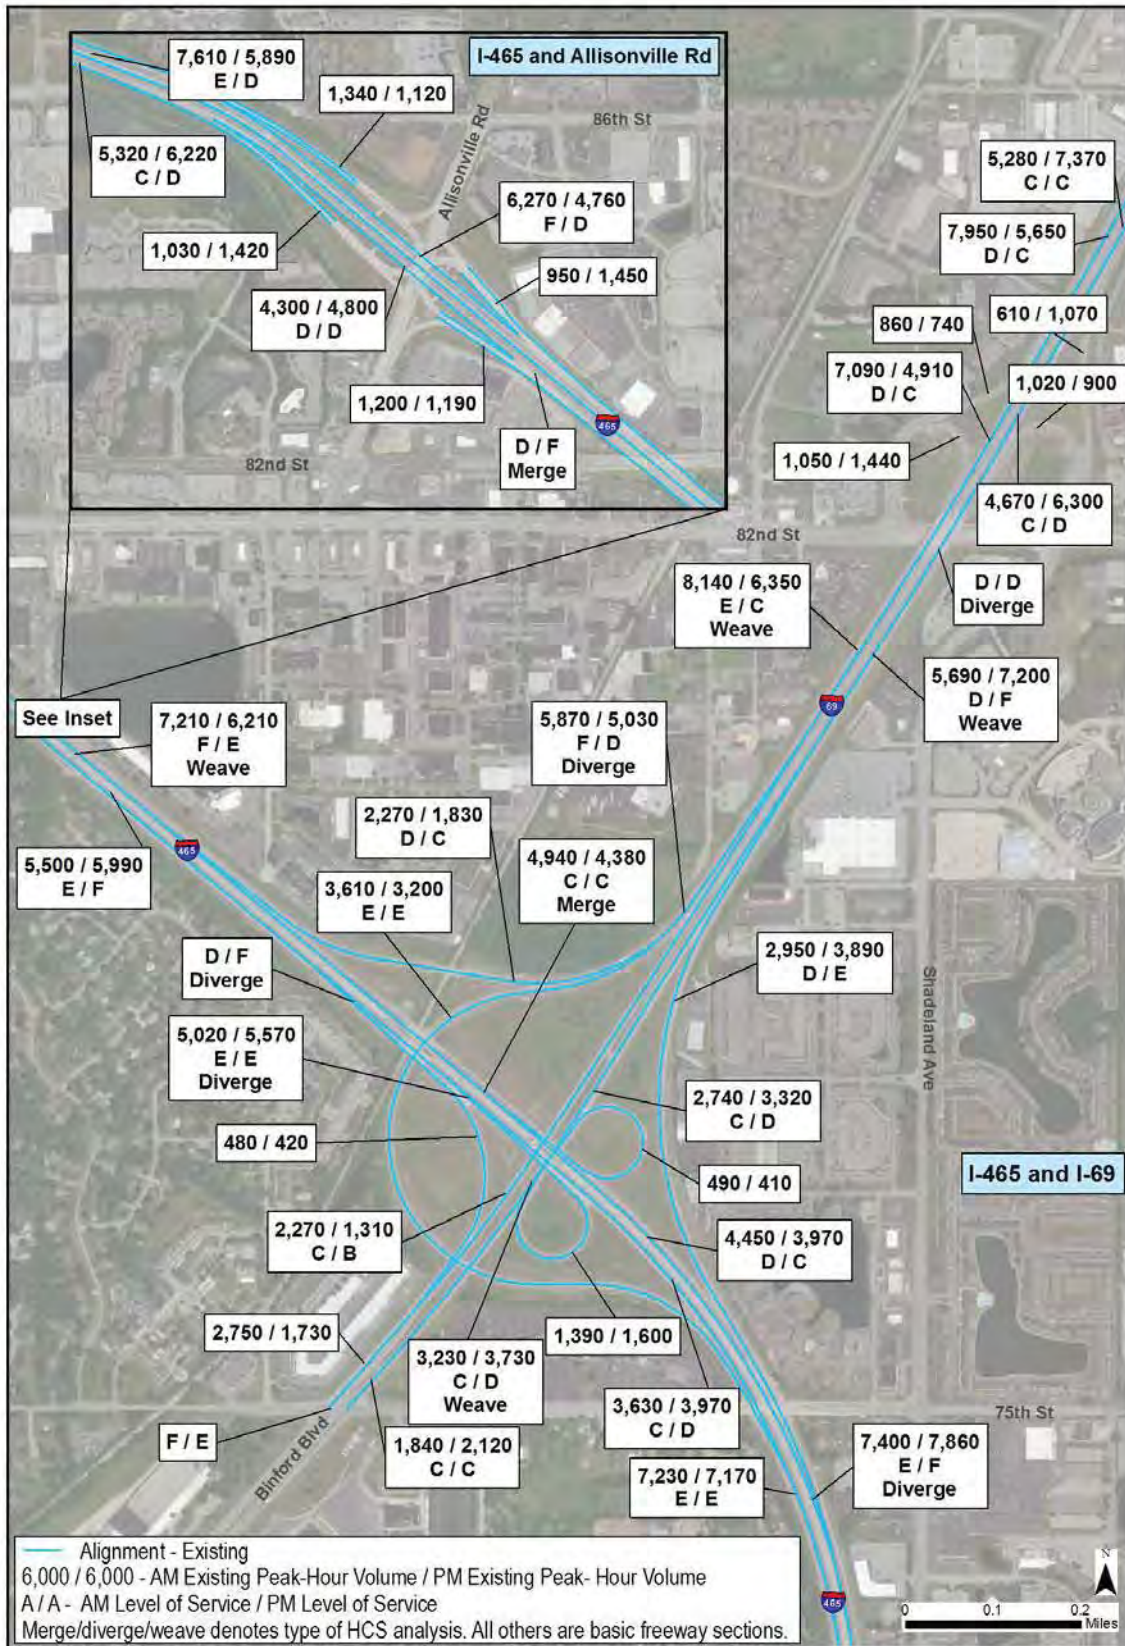 I-465 and Allisonville Rd
7,610 / 5,890
E / D
1,340 / 1,120
86th St
Allisonville Rd
5,320 / 6,220
C / D
6,270 / 4,760
F / D
1,030 / 1,420
950 / 1,450
4,300 / 4,800
D / D
1,200 / 1,190
465
D / F
Merge
82nd St
5,280 / 7,370
C / C
7,950 / 5,650
D / C
610 / 1,070
860 / 740
7,090 / 4,910
D / C
1,020 / 900
1,050 / 1,440
4,670 / 6,300
C / D
82nd St
D / D
Diverge
8,140 / 6,350
E / C
Weave
5,690 / 7,200
D / F
Weave
69
See Inset
7,210 / 6,210
F / E
Weave
5,870 / 5,030
F / D
Diverge
2,270 / 1,830
D / C
465
5,500 / 5,990
E / F
4,940 / 4,380
C / C
Merge
3,610 / 3,200
E / E
D / F
Diverge
2,950 / 3,890
D / E
Shadeland Ave
5,020 / 5,570
E / E
Diverge
2,740 / 3,320
C / D
480 / 420
490 / 410
I-465 and I-69
2,270 / 1,310
C / B
4,450 / 3,970
D / C
2,750 / 1,730
1,390 / 1,600
3,230 / 3,730
C / D
Weave
3,630 / 3,970
C / D
75th St
F / E
Binford Blvd
1,840 / 2,120
C / C
7,400 / 7,860
E / F
Diverge
7,230 / 7,170
E / E
465
Alignment - Existing
6,000 / 6,000 - AM Existing Peak-Hour Volume / PM Existing Peak- Hour Volume
A / A - AM Level of Service / PM Level of Service
Merge/diverge/weave denotes type of HCS analysis. All others are basic freeway sections.
N
0 0.1 0.2
Miles